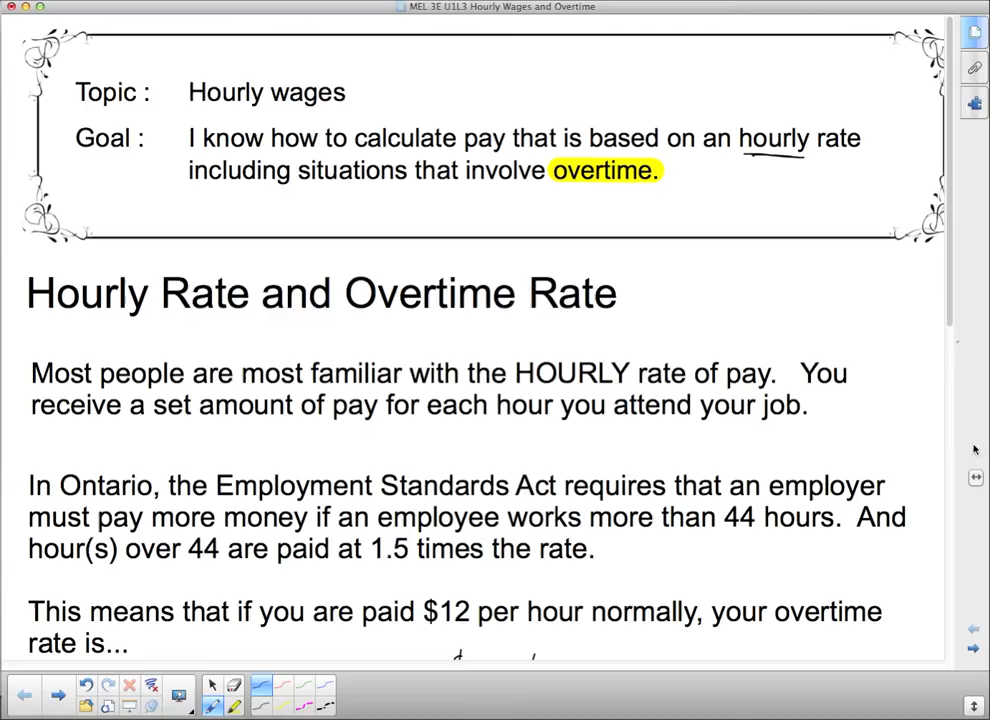 MEL 3E U1L3 Hourly Wages and Overtime
Topic : Hourly wages
Goal : I know how to calculate pay that is based on an hourly rate
including situations that involve overtime.
Hourly Rate and Overtime Rate
Most people are most familiar with the HOURLY rate of pay. You
receive a set amount of pay for each hour you attend your job.
In Ontario, the Employment Standards Act requires that an employer
must pay more money if an employee works more than 44 hours. And
hour(s) over 44 are paid at 1.5 times the rate.
This means that if you are paid $12 per hour normally, your overtime
rate is...